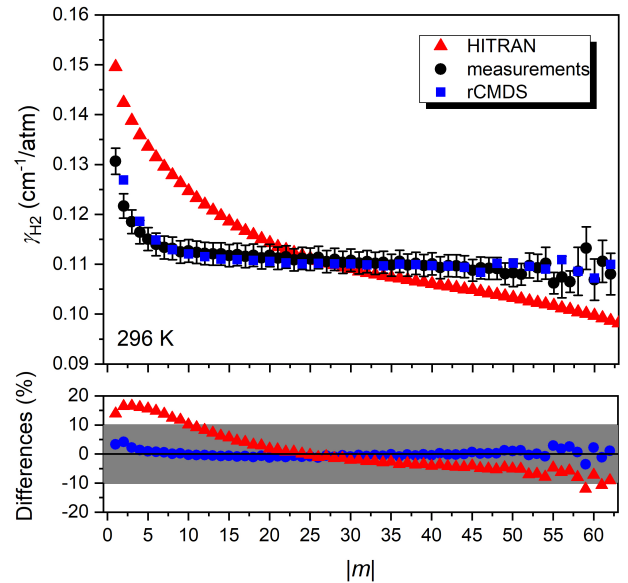 0.16
0.15
0.14
0.13
0.12
0.11
0.10
0.09
γH2 (cm⁻¹/atm)
HITRAN
measurements
rCMDS
296 K
20
10
0
-10
-20
Differences (%)
0 5 10 15 20 25 30 35 40 45 50 55 60
|m|